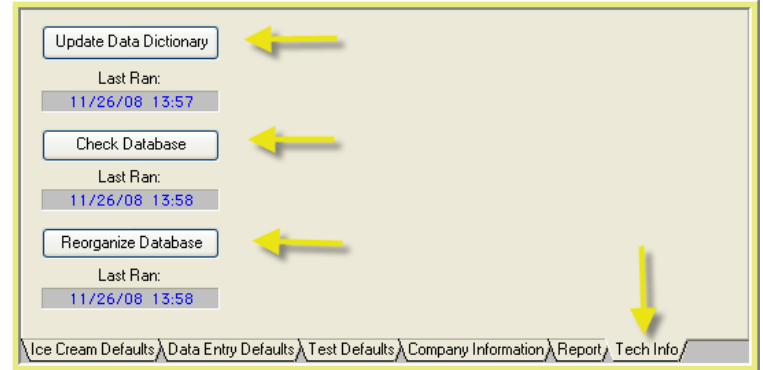 Update Data Dictionary
Last Ran:
11/26/08 13:57
Check Database
Last Ran:
11/26/08 13:58
Reorganize Database
Last Ran:
11/26/08 13:58
Ice Cream Defaults Data Entry Defaults Test Defaults Company Information Report Tech Info